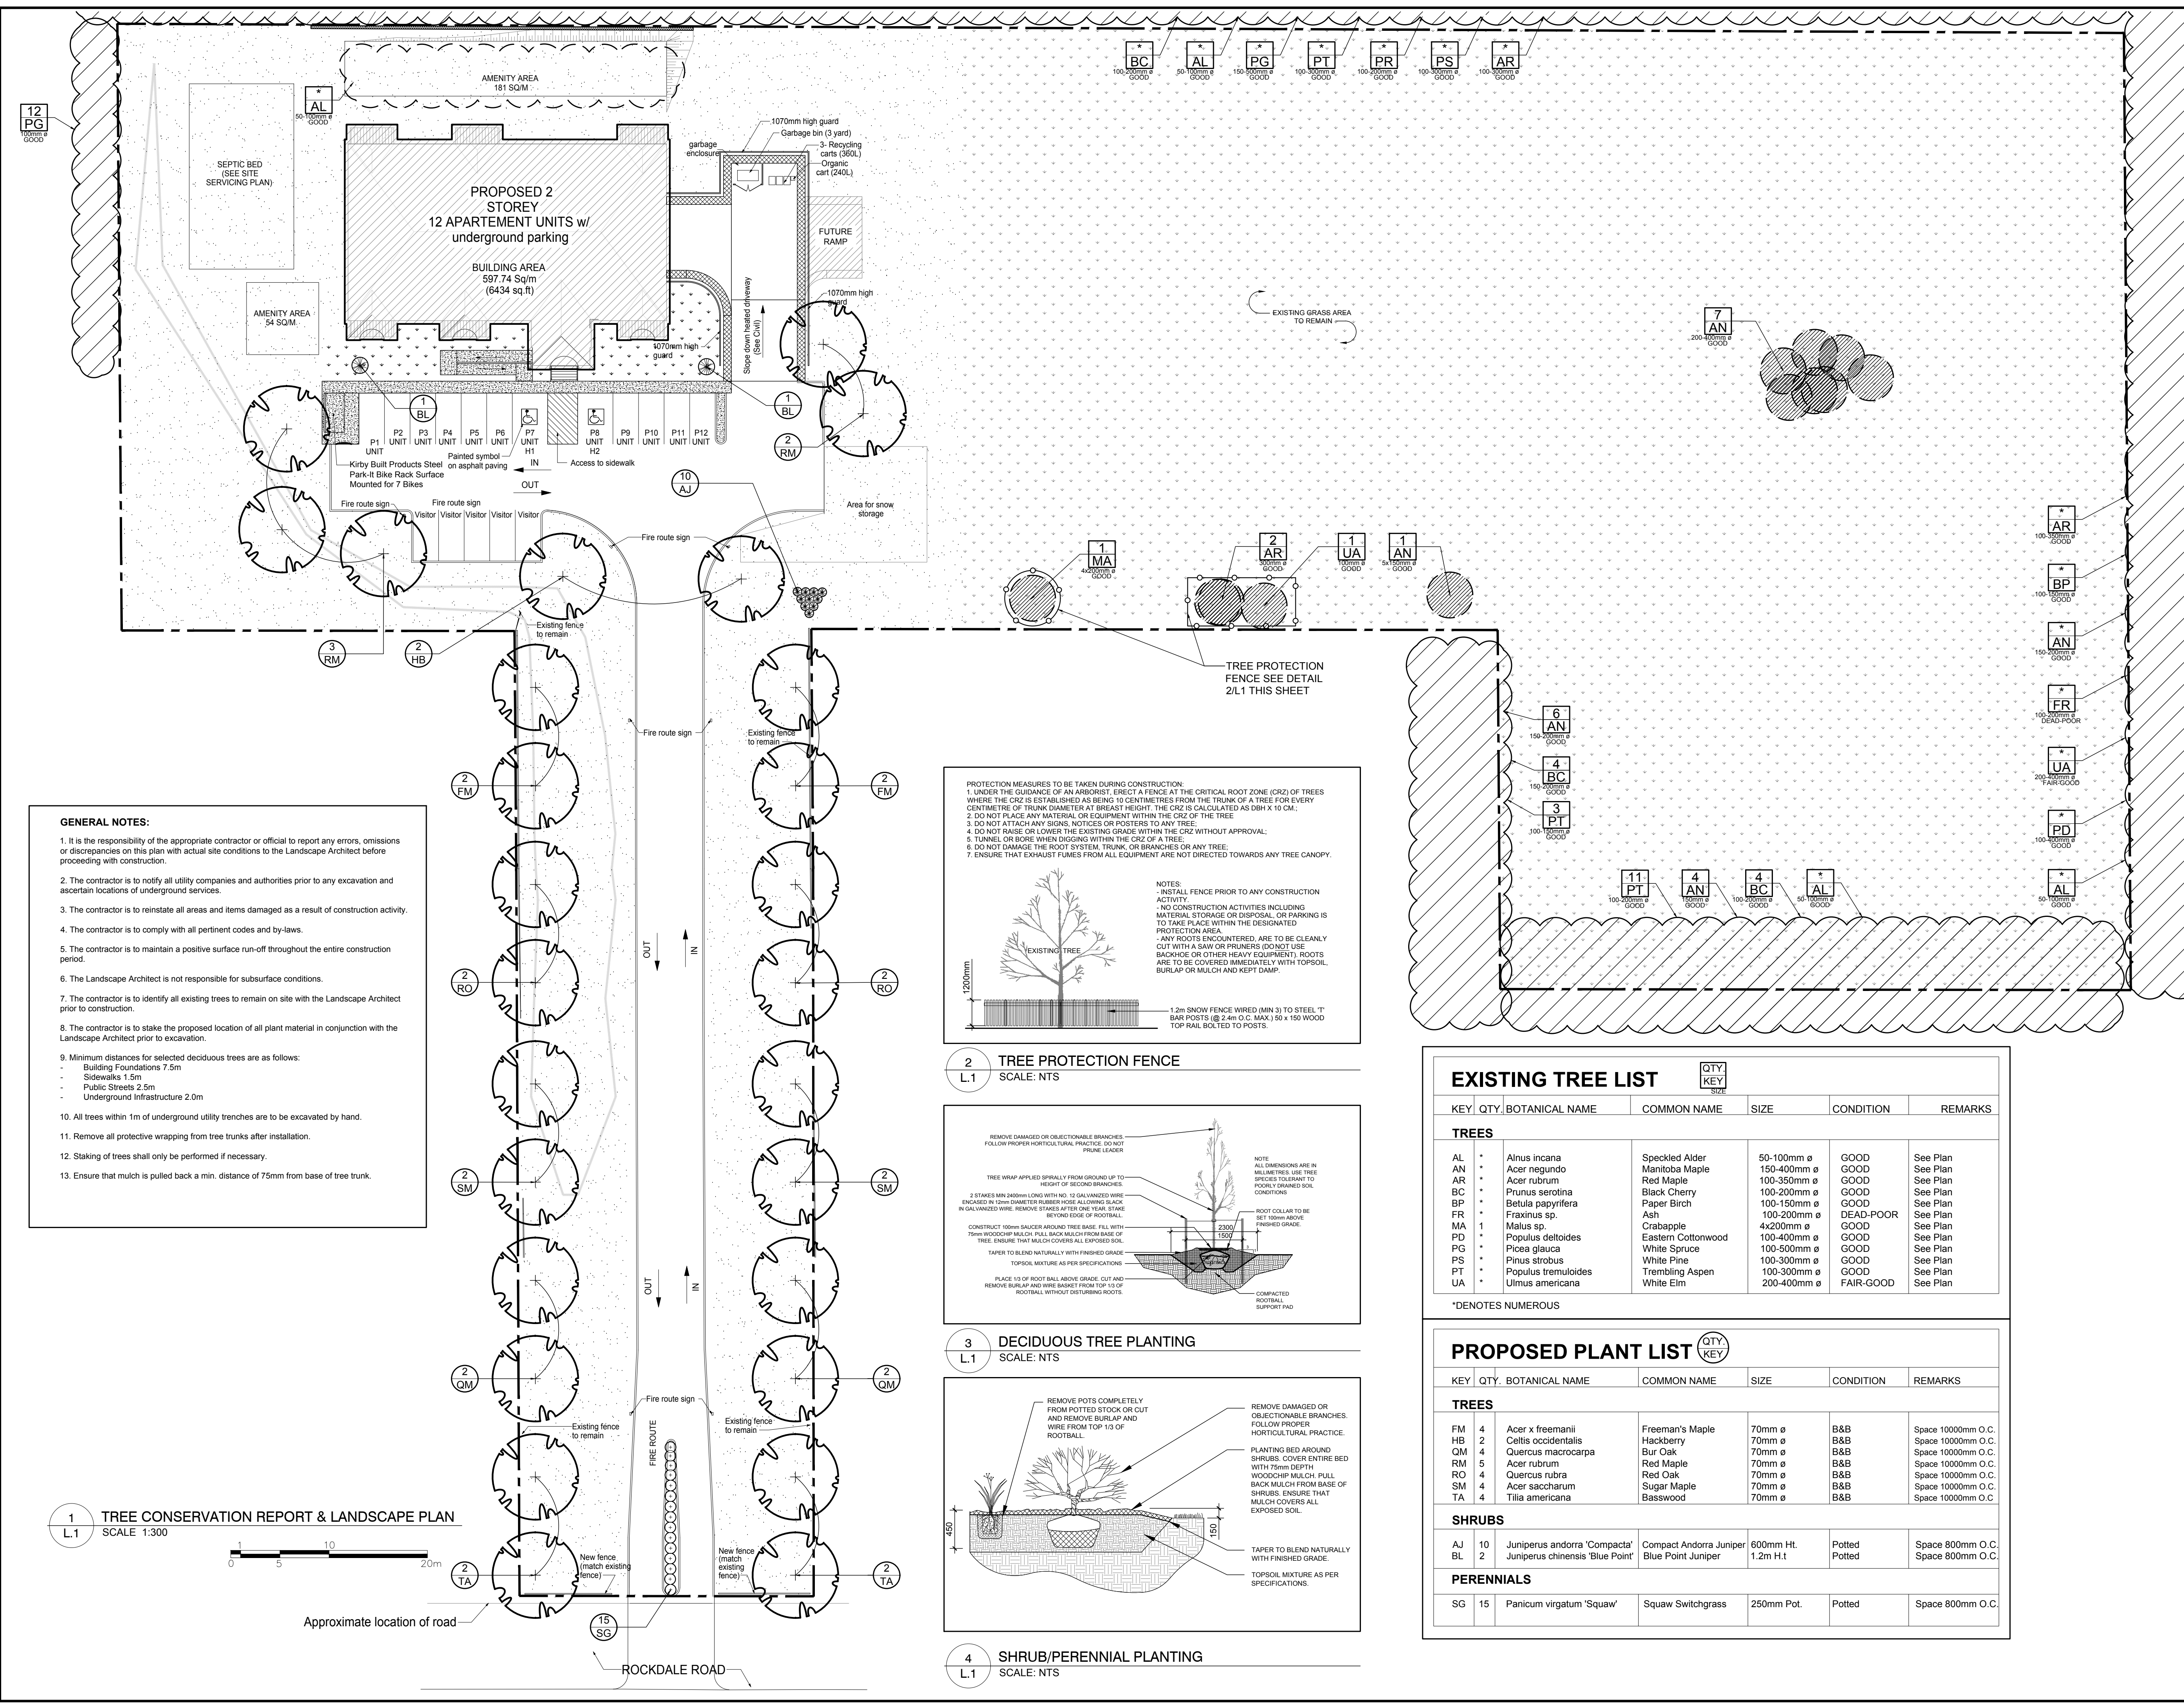 *
BC
100-200mm ø
GOOD
*
AL
50-100mm ø
GOOD
*
PG
150-500mm ø
GOOD
*
PT
100-300mm ø
GOOD
*
PR
100-200mm ø
GOOD
*
PS
100-300mm ø
GOOD
*
AR
100-300mm ø
GOOD
12
PG
100mm ø
GOOD
*
AL
50-100mm ø
GOOD
AMENITY AREA
181 SQ/M
SEPTIC BED
(SEE SITE
SERVICING PLAN)
AMENITY AREA
54 SQ/M
PROPOSED 2
STOREY
12 APARTEMENT UNITS w/
underground parking
BUILDING AREA
597.74 Sq/m
(6434 sq.ft)
1070mm high guard
Garbage bin (3 yard)
garbage
enclosure
3- Recycling
carts (360L)
Organic
cart (240L)
FUTURE
RAMP
1070mm high
guard
1070mm high
guard
Slope down heated driveway
(See Civil)
EXISTING GRASS AREA
TO REMAIN
7
AN
200-400mm ø
GOOD
1
BL
1
BL
2
RM
10
AJ
P1
UNIT
P2
UNIT
P3
UNIT
P4
UNIT
P5
UNIT
P6
UNIT
P7
UNIT
H1
P8
UNIT
H2
P9
UNIT
P10
UNIT
P11
UNIT
P12
UNIT
Kirby Built Products Steel
Park-It Bike Rack Surface
Mounted for 7 Bikes
Painted symbol
on asphalt paving
Access to sidewalk
IN
OUT
Fire route sign
Fire route sign
Visitor Visitor Visitor Visitor Visitor
Fire route sign
Area for snow
storage
1
MA
4x200mm ø
GOOD
2
AR
300mm ø
GOOD
1
UA
100mm ø
GOOD
1
AN
5x150mm ø
GOOD
TREE PROTECTION
FENCE SEE DETAIL
2/L1 THIS SHEET
3
RM
2
HB
Existing fence
to remain
Fire route sign
Existing fence
to remain
2
FM
2
FM
2
RO
2
RO
2
SM
2
SM
2
QM
2
QM
2
TA
2
TA
OUT
IN
OUT
IN
Fire route sign
FIRE ROUTE
Existing fence
to remain
Existing fence
to remain
New fence
(match existing
fence)
New fence
(match
existing
fence)
15
SG
Approximate location of road
ROCKDALE ROAD
*
AR
100-350mm ø
GOOD
*
BP
100-150mm ø
GOOD
*
AN
150-200mm ø
GOOD
*
FR
100-200mm ø
DEAD-POOR
*
UA
200-400mm ø
FAIR-GOOD
*
PD
100-400mm ø
GOOD
*
AL
50-100mm ø
GOOD
6
AN
150-200mm ø
GOOD
4
BC
150-200mm ø
GOOD
3
PT
100-150mm ø
GOOD
11
PT
100-200mm ø
GOOD
4
AN
150mm ø
GOOD
4
BC
100-200mm ø
GOOD
*
AL
50-100mm ø
GOOD
GENERAL NOTES:
1. It is the responsibility of the appropriate contractor or official to report any errors, omissions
or discrepancies on this plan with actual site conditions to the Landscape Architect before
proceeding with construction.
2. The contractor is to notify all utility companies and authorities prior to any excavation and
ascertain locations of underground services.
3. The contractor is to reinstate all areas and items damaged as a result of construction activity.
4. The contractor is to comply with all pertinent codes and by-laws.
5. The contractor is to maintain a positive surface run-off throughout the entire construction
period.
6. The Landscape Architect is not responsible for subsurface conditions.
7. The contractor is to identify all existing trees to remain on site with the Landscape Architect
prior to construction.
8. The contractor is to stake the proposed location of all plant material in conjunction with the
Landscape Architect prior to excavation.
9. Minimum distances for selected deciduous trees are as follows:
- Building Foundations 7.5m
- Sidewalks 1.5m
- Public Streets 2.5m
- Underground Infrastructure 2.0m
10. All trees within 1m of underground utility trenches are to be excavated by hand.
11. Remove all protective wrapping from tree trunks after installation.
12. Staking of trees shall only be performed if necessary.
13. Ensure that mulch is pulled back a min. distance of 75mm from base of tree trunk.
1
L.1
TREE CONSERVATION REPORT & LANDSCAPE PLAN
SCALE 1:300
1 10
0 5 20m
PROTECTION MEASURES TO BE TAKEN DURING CONSTRUCTION:
1. UNDER THE GUIDANCE OF AN ARBORIST, ERECT A FENCE AT THE CRITICAL ROOT ZONE (CRZ) OF TREES
WHERE THE CRZ IS ESTABLISHED AS BEING 10 CENTIMETRES FROM THE TRUNK OF A TREE FOR EVERY
CENTIMETRE OF TRUNK DIAMETER AT BREAST HEIGHT. THE CRZ IS CALCULATED AS DBH X 10 CM.;
2. DO NOT PLACE ANY MATERIAL OR EQUIPMENT WITHIN THE CRZ OF THE TREE
3. DO NOT ATTACH ANY SIGNS, NOTICES OR POSTERS TO ANY TREE;
4. DO NOT RAISE OR LOWER THE EXISTING GRADE WITHIN THE CRZ WITHOUT APPROVAL;
5. TUNNEL OR BORE WHEN DIGGING WITHIN THE CRZ OF A TREE;
6. DO NOT DAMAGE THE ROOT SYSTEM, TRUNK, OR BRANCHES OR ANY TREE;
7. ENSURE THAT EXHAUST FUMES FROM ALL EQUIPMENT ARE NOT DIRECTED TOWARDS ANY TREE CANOPY.
NOTES:
- INSTALL FENCE PRIOR TO ANY CONSTRUCTION
ACTIVITY.
- NO CONSTRUCTION ACTIVITIES INCLUDING
MATERIAL STORAGE OR DISPOSAL, OR PARKING IS
TO TAKE PLACE WITHIN THE DESIGNATED
PROTECTION AREA.
- ANY ROOTS ENCOUNTERED, ARE TO BE CLEANLY
CUT WITH A SAW OR PRUNERS (DO NOT USE
BACKHOE OR OTHER HEAVY EQUIPMENT). ROOTS
ARE TO BE COVERED IMMEDIATELY WITH TOPSOIL,
BURLAP OR MULCH AND KEPT DAMP.
EXISTING TREE
1200mm
1.2m SNOW FENCE WIRED (MIN 3) TO STEEL 'T'
BAR POSTS (@ 2.4m O.C. MAX.) 50 x 150 WOOD
TOP RAIL BOLTED TO POSTS.
2
L.1
TREE PROTECTION FENCE
SCALE: NTS
REMOVE DAMAGED OR OBJECTIONABLE BRANCHES.
FOLLOW PROPER HORTICULTURAL PRACTICE. DO NOT
PRUNE LEADER
TREE WRAP APPLIED SPIRALLY FROM GROUND UP TO
HEIGHT OF SECOND BRANCHES.
2 STAKES MIN 2400mm LONG WITH NO. 12 GALVANIZED WIRE
ENCASED IN 12mm DIAMETER RUBBER HOSE ALLOWING SLACK
IN GALVANIZED WIRE. REMOVE STAKES AFTER ONE YEAR. STAKE
BEYOND EDGE OF ROOTBALL.
CONSTRUCT 100mm SAUCER AROUND TREE BASE. FILL WITH
75mm WOODCHIP MULCH. PULL BACK MULCH FROM BASE OF
TREE. ENSURE THAT MULCH COVERS ALL EXPOSED SOIL.
TAPER TO BLEND NATURALLY WITH FINISHED GRADE
TOPSOIL MIXTURE AS PER SPECIFICATIONS
PLACE 1/3 OF ROOT BALL ABOVE GRADE. CUT AND
REMOVE BURLAP AND WIRE BASKET FROM TOP 1/3 OF
ROOTBALL WITHOUT DISTURBING ROOTS.
NOTE
ALL DIMENSIONS ARE IN
MILLIMETRES. USE TREE
SPECIES TOLERANT TO
POORLY DRAINED SOIL
CONDITIONS
ROOT COLLAR TO BE
SET 100mm ABOVE
FINISHED GRADE.
2300
1500
COMPACTED
ROOTBALL
SUPPORT PAD
3
L.1
DECIDUOUS TREE PLANTING
SCALE: NTS
REMOVE POTS COMPLETELY
FROM POTTED STOCK OR CUT
AND REMOVE BURLAP AND
WIRE FROM TOP 1/3 OF
ROOTBALL.
REMOVE DAMAGED OR
OBJECTIONABLE BRANCHES.
FOLLOW PROPER
HORTICULTURAL PRACTICE.
PLANTING BED AROUND
SHRUBS. COVER ENTIRE BED
WITH 75mm DEPTH
WOODCHIP MULCH. PULL
BACK MULCH FROM BASE OF
SHRUBS. ENSURE THAT
MULCH COVERS ALL
EXPOSED SOIL.
TAPER TO BLEND NATURALLY
WITH FINISHED GRADE.
TOPSOIL MIXTURE AS PER
SPECIFICATIONS.
450
150
4
L.1
SHRUB/PERENNIAL PLANTING
SCALE: NTS
EXISTING TREE LIST
QTY.
KEY
SIZE
KEY QTY. BOTANICAL NAME COMMON NAME SIZE CONDITION REMARKS
TREES
AL * Alnus incana Speckled Alder 50-100mm ø GOOD See Plan
AN * Acer negundo Manitoba Maple 150-400mm ø GOOD See Plan
AR * Acer rubrum Red Maple 100-350mm ø GOOD See Plan
BC * Prunus serotina Black Cherry 100-200mm ø GOOD See Plan
BP * Betula papyrifera Paper Birch 100-150mm ø GOOD See Plan
FR * Fraxinus sp. Ash 100-200mm ø DEAD-POOR See Plan
MA 1 Malus sp. Crabapple 4x200mm ø GOOD See Plan
PD * Populus deltoides Eastern Cottonwood 100-400mm ø GOOD See Plan
PG * Picea glauca White Spruce 100-500mm ø GOOD See Plan
PS * Pinus strobus White Pine 100-300mm ø GOOD See Plan
PT * Populus tremuloides Trembling Aspen 100-300mm ø GOOD See Plan
UA * Ulmus americana White Elm 200-400mm ø FAIR-GOOD See Plan
*DENOTES NUMEROUS
PROPOSED PLANT LIST
QTY.
KEY
KEY QTY. BOTANICAL NAME COMMON NAME SIZE CONDITION REMARKS
TREES
FM 4 Acer x freemanii Freeman's Maple 70mm ø B&B Space 10000mm O.C.
HB 2 Celtis occidentalis Hackberry 70mm ø B&B Space 10000mm O.C.
QM 4 Quercus macrocarpa Bur Oak 70mm ø B&B Space 10000mm O.C.
RM 5 Acer rubrum Red Maple 70mm ø B&B Space 10000mm O.C.
RO 4 Quercus rubra Red Oak 70mm ø B&B Space 10000mm O.C.
SM 4 Acer saccharum Sugar Maple 70mm ø B&B Space 10000mm O.C.
TA 4 Tilia americana Basswood 70mm ø B&B Space 10000mm O.C
SHRUBS
AJ 10 Juniperus andorra 'Compacta' Compact Andorra Juniper 600mm Ht. Potted Space 800mm O.C.
BL 2 Juniperus chinensis 'Blue Point' Blue Point Juniper 1.2m H.t Potted Space 800mm O.C.
PERENNIALS
SG 15 Panicum virgatum 'Squaw' Squaw Switchgrass 250mm Pot. Potted Space 800mm O.C.